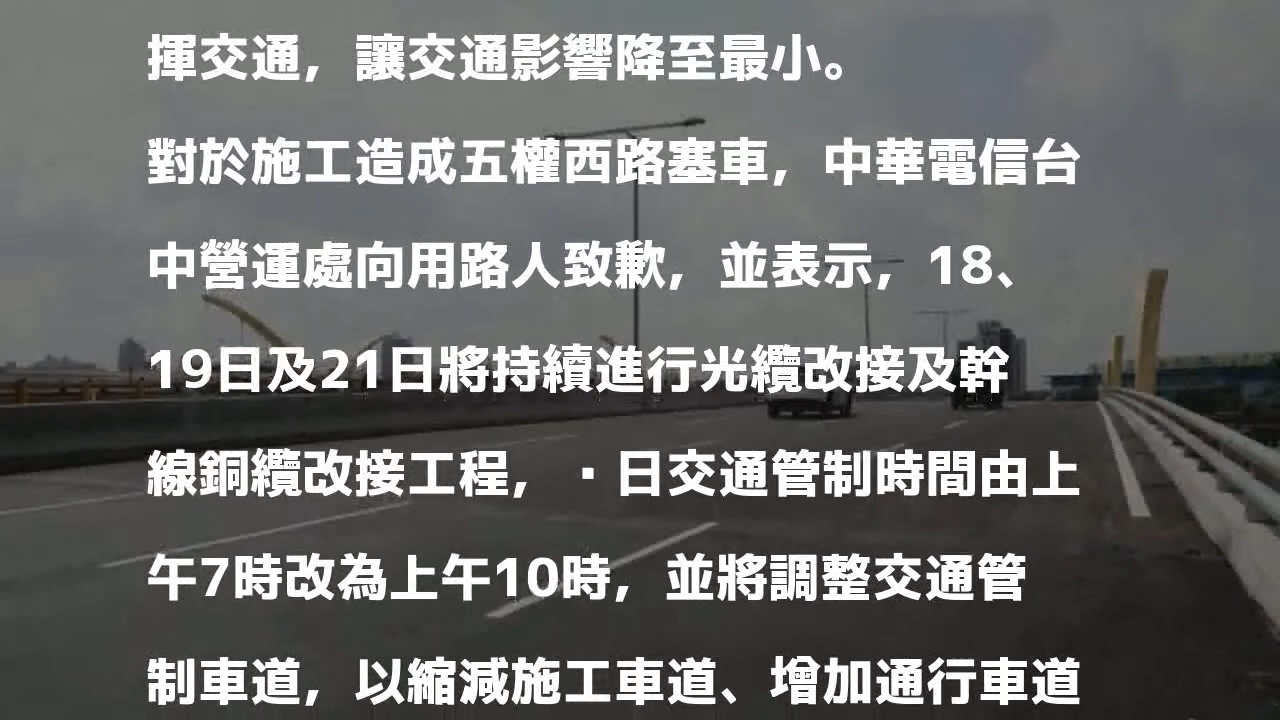 揮交通，讓交通影響降至最小。
對於施工造成五權西路塞車，中華電信台
中營運處向用路人致歉，並表示，18、
19日及21日將持續進行光纜改接及幹
線銅纜改接工程，·日交通管制時間由上
午7時改為上午10時，並將調整交通管
制車道，以縮減施工車道、增加通行車道